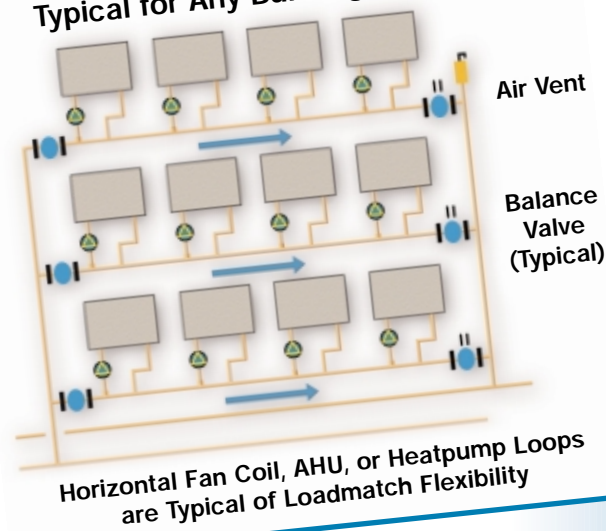 Typical for Any
Air Vent
Balance
Valve
(Typical)
Horizontal Fan Coil, AHU, or Heatpump Loops
are Typical of Loadmatch Flexibility